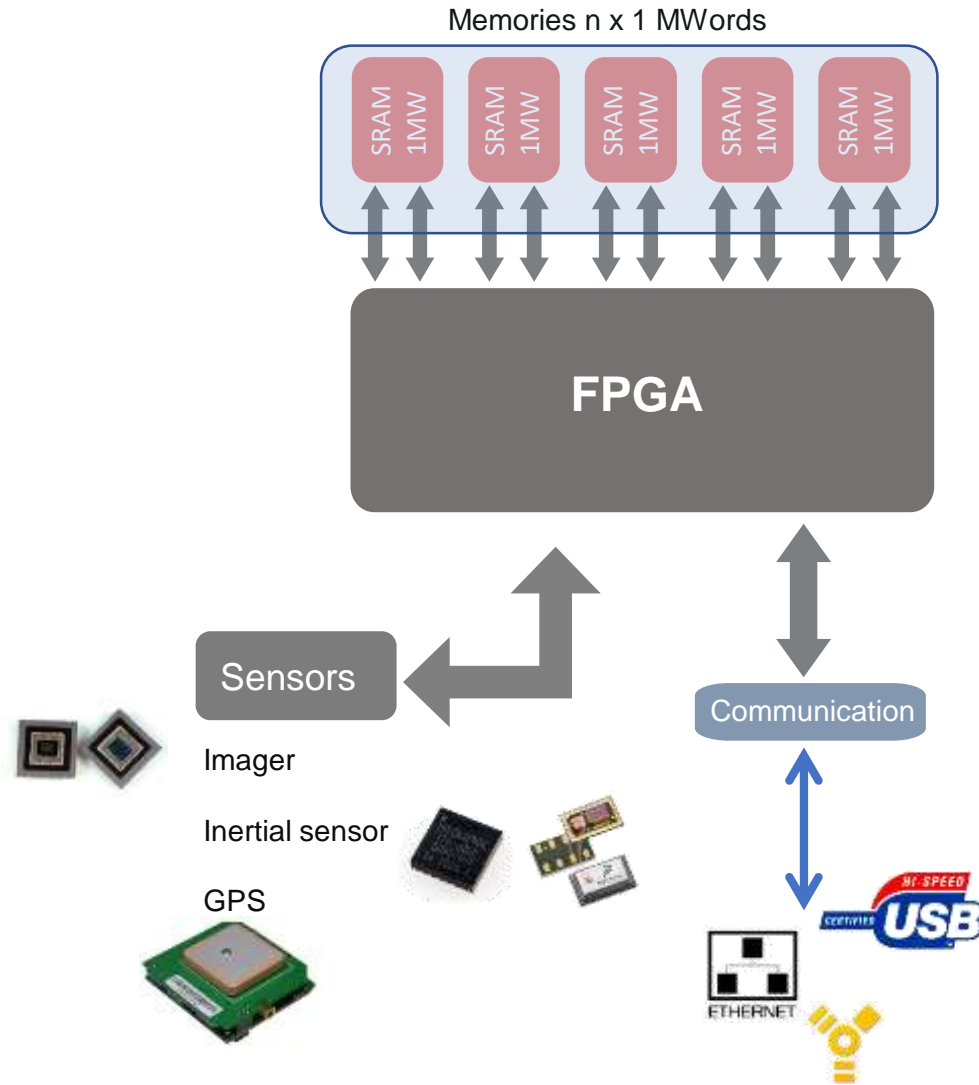 Memories n x 1 MWords
SRAM
1MW
SRAM
1MW
SRAM
1MW
SRAM
1MW
SRAM
1MW
FPGA
Sensors
Communication
Imager
Inertial sensor
GPS
HI-SPEED
CERTIFIED
USB
ETHERNET